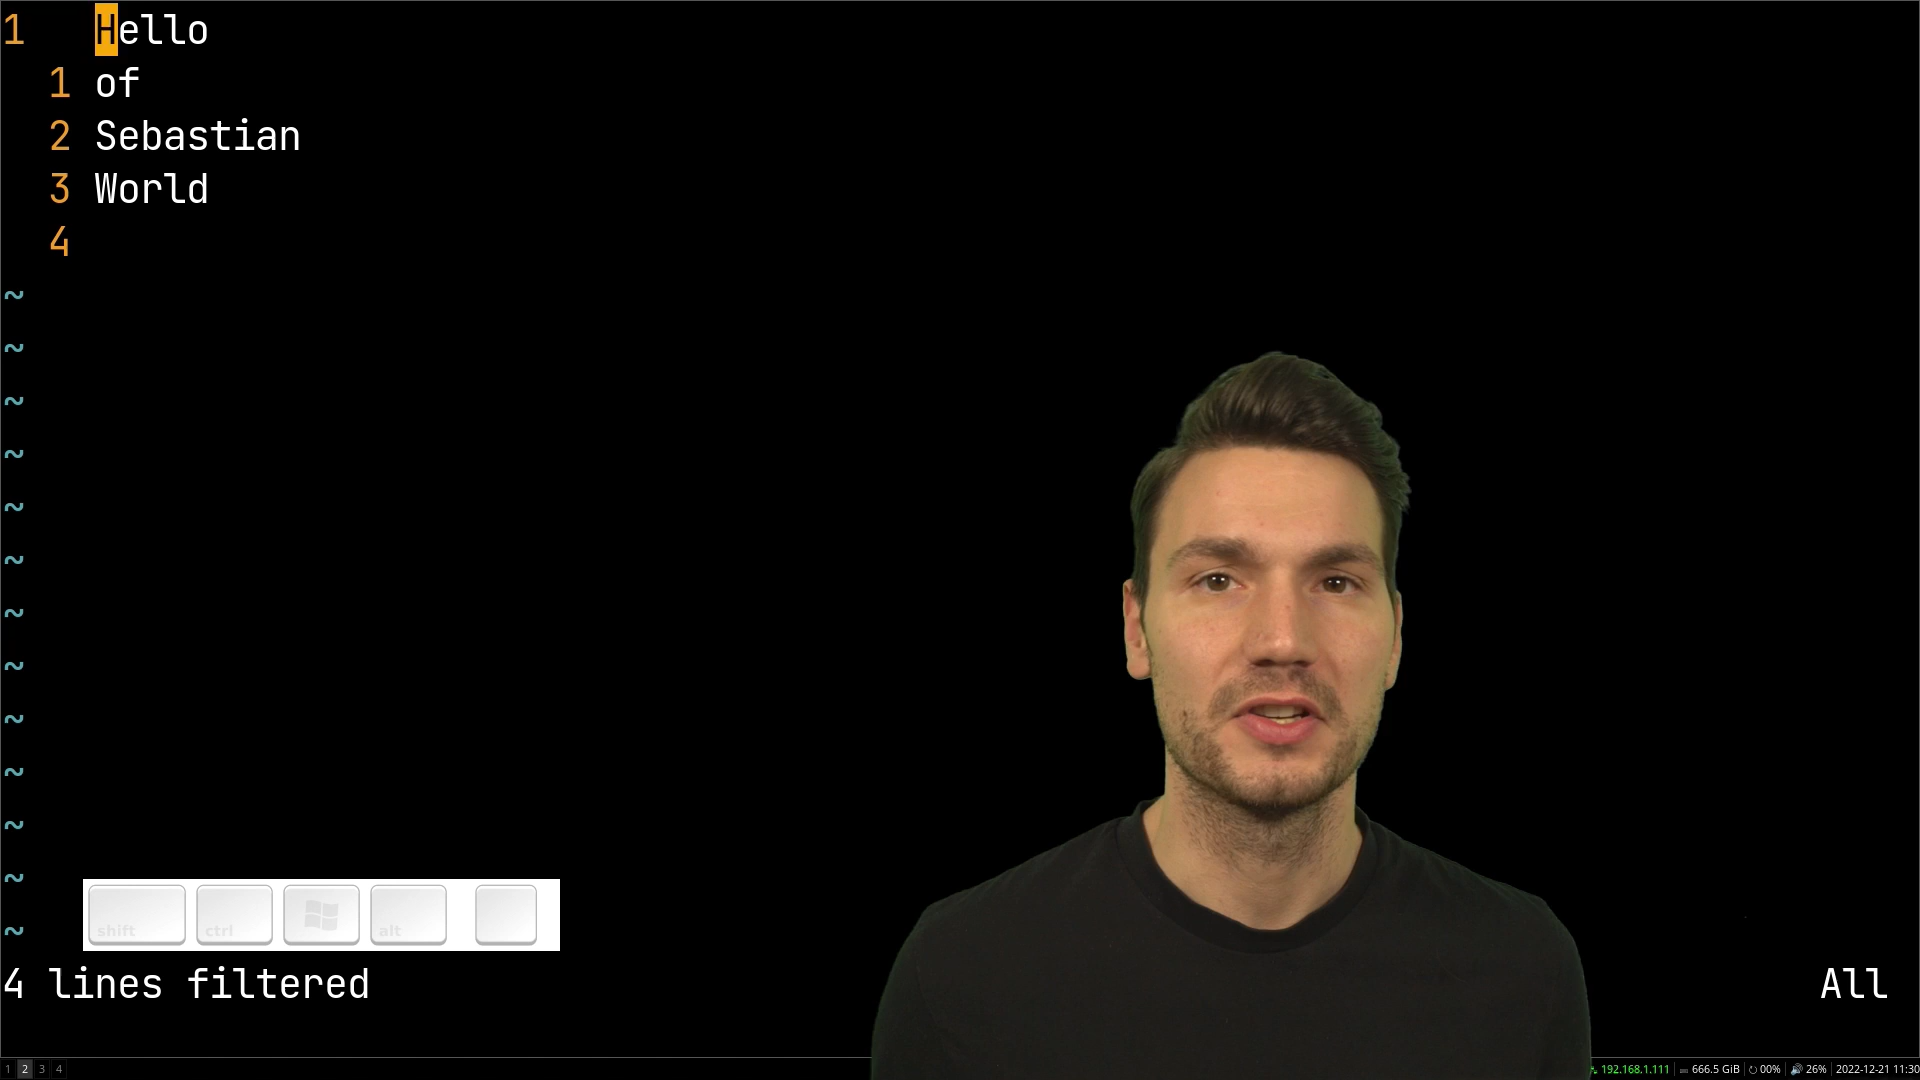 1 Hello
1 of
2 Sebastian
3 World
4
~
~
~
~
~
~
~
~
~
~
~
~
~
shift ctrl alt
4 lines filtered All
1 2 3 4 192.168.1.111 666.5 GiB 00% 26% 2022-12-21 11:30